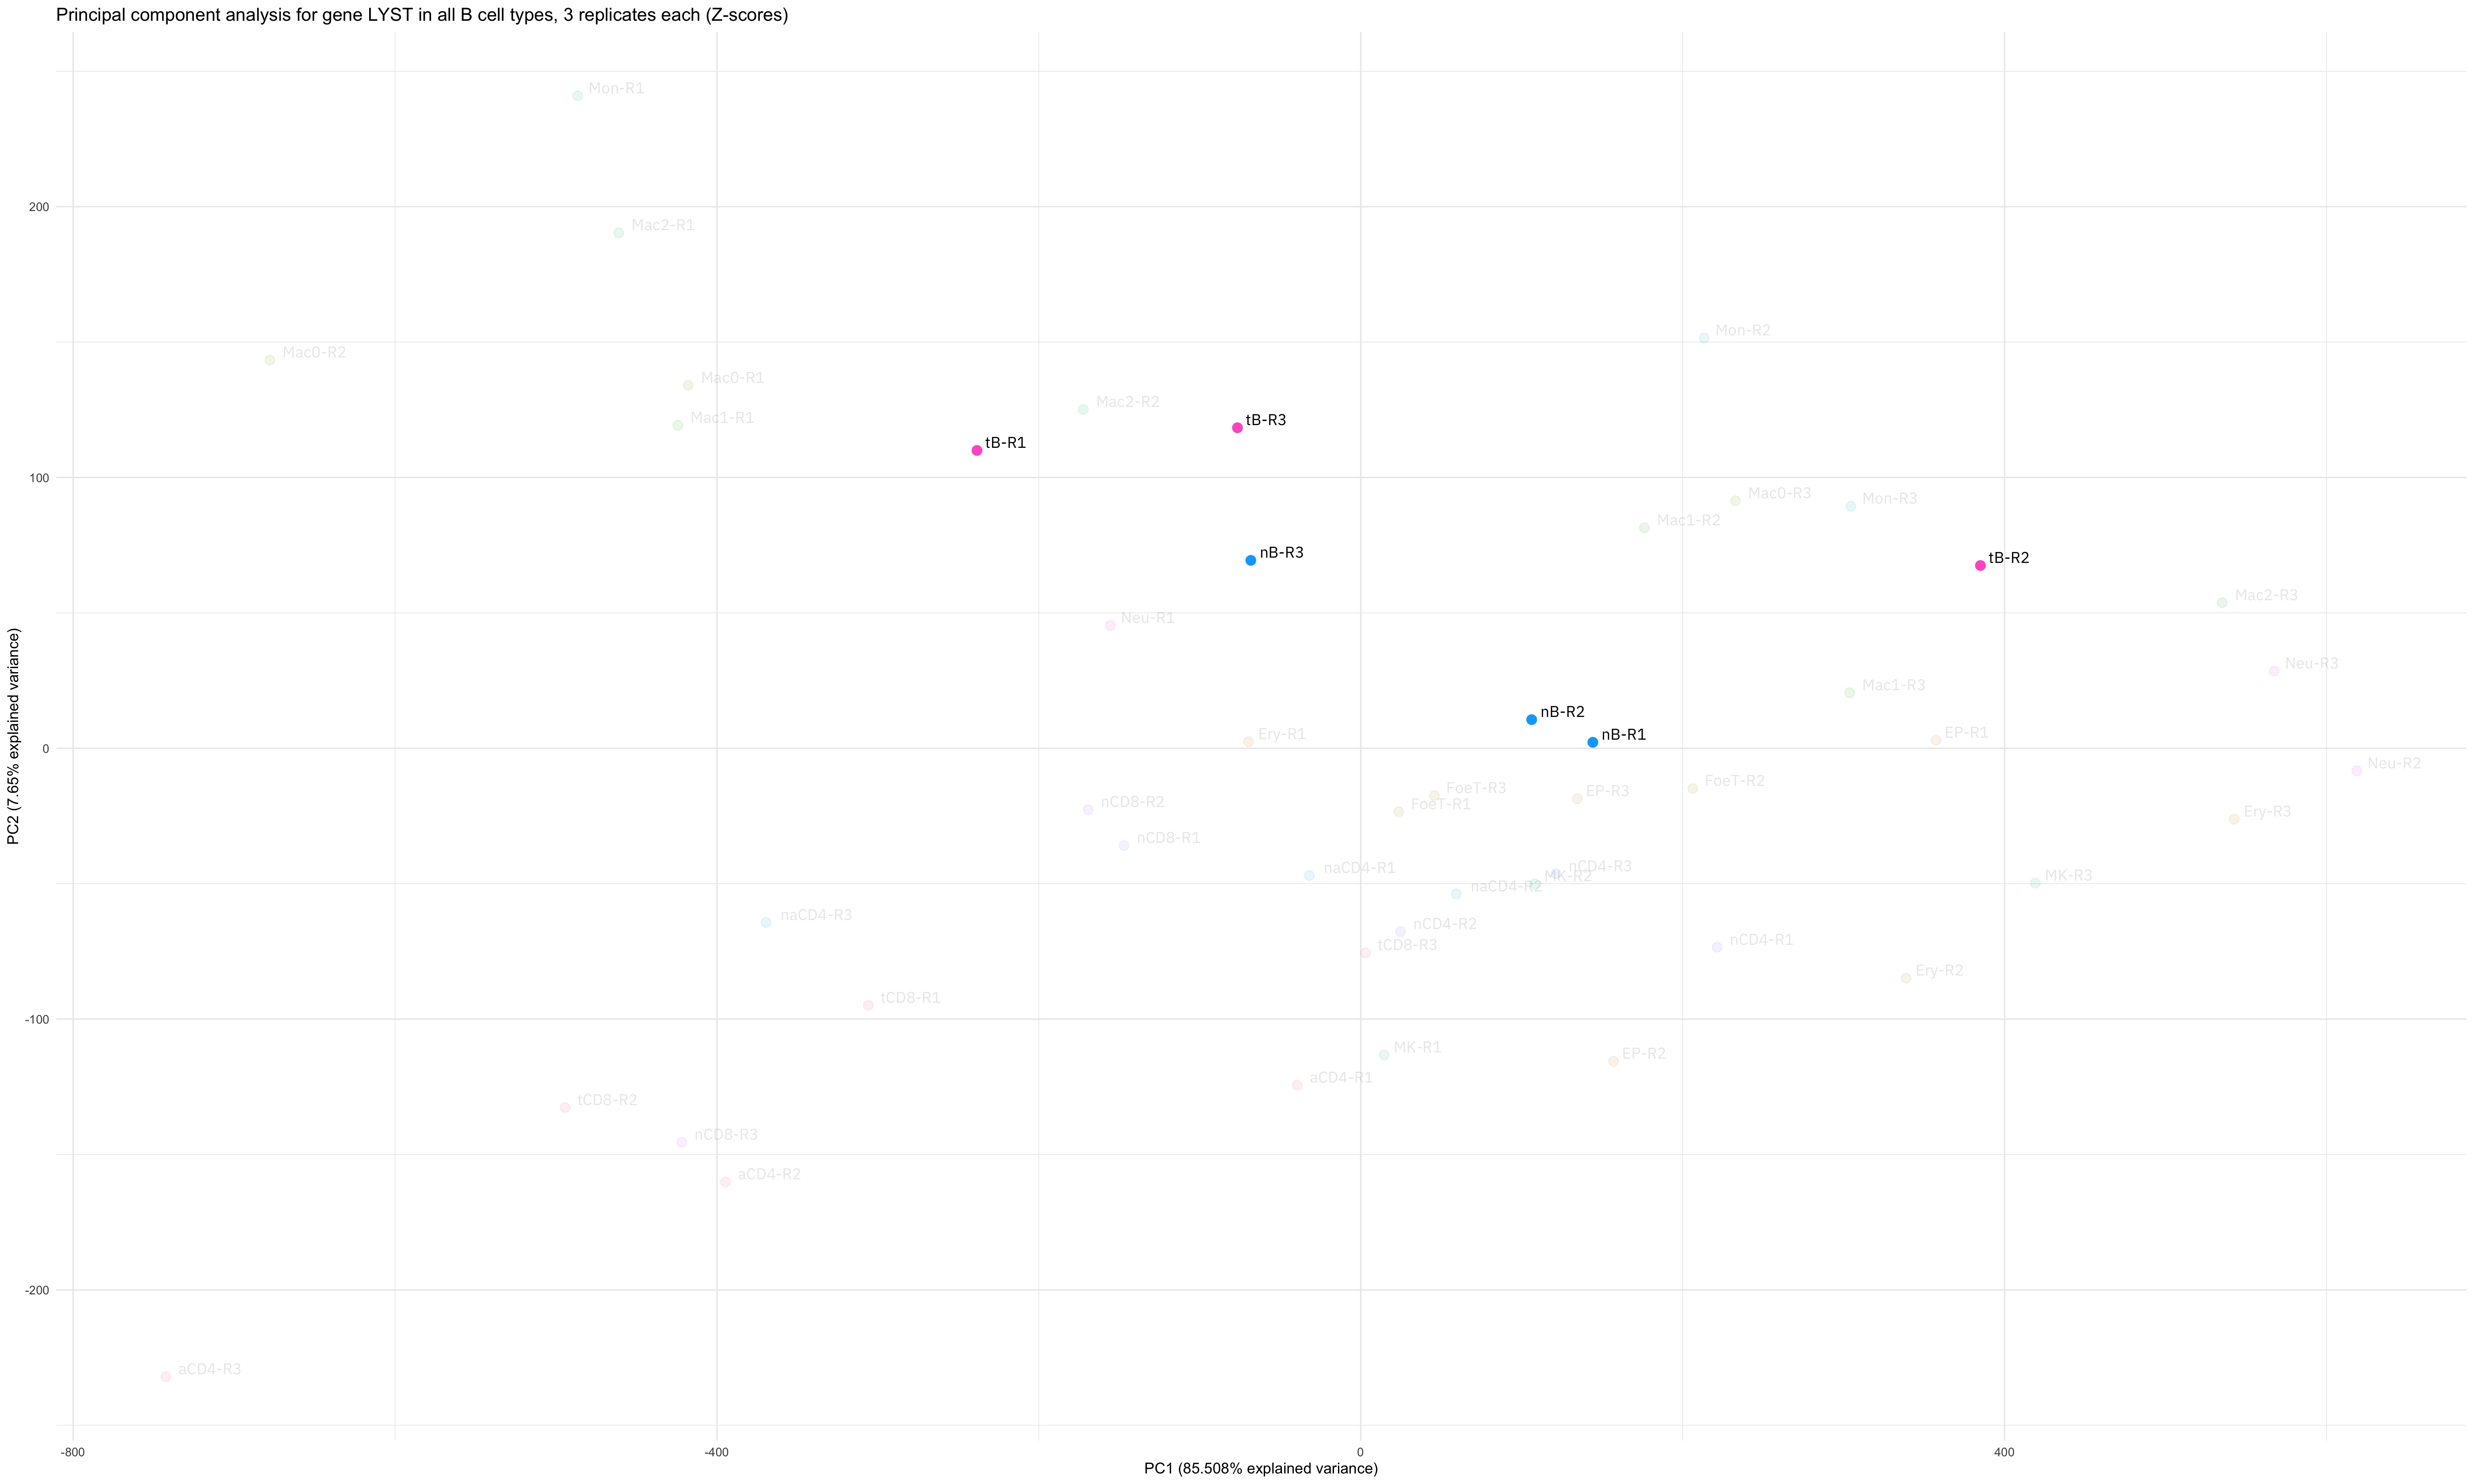 Principal component analysis for gene LYST in all B cell types, 3 replicates each (Z-scores)
Mon-R1
200
Mac2-R1
Mon-R2
Mac0-R2
Mac0-R1
Mac2-R2
Mac1-R1
tB-R3
tB-R1
100
Mac0-R3
Mon-R3
Mac1-R2
nB-R3
tB-R2
Mac2-R3
Neu-R1
Neu-R3
Mac1-R3
nB-R2
nB-R1
Ery-R1
EP-R1
0
Neu-R2
FoeT-R2
FoeT-R3
EP-R3
nCD8-R2
FoeT-R1
Ery-R3
nCD8-R1
nCD4-R3
naCD4-R1
MK-R2
MK-R3
naCD4-R2
naCD4-R3
nCD4-R2
nCD4-R1
tCD8-R3
Ery-R2
tCD8-R1
-100
MK-R1
EP-R2
aCD4-R1
tCD8-R2
nCD8-R3
aCD4-R2
-200
aCD4-R3
-800
-400
0
400
PC1 (85.508% explained variance)
PC2 (7.65% explained variance)